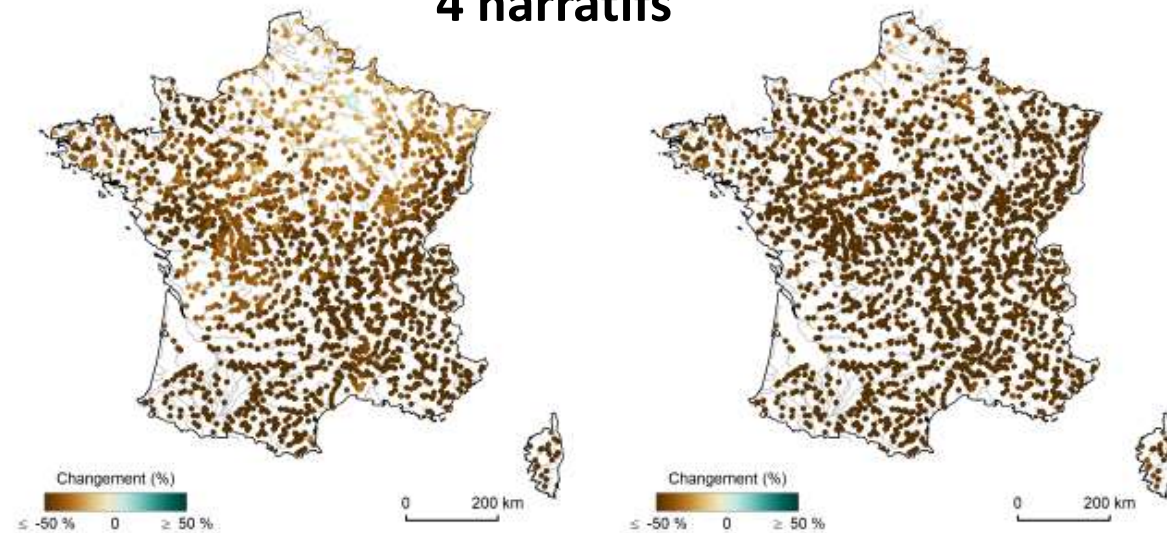 4 narratifs
Changement (%)
≤ -50 % 0 ≥ 50 %
0 200 km
Changement (%)
≤ -50 % 0 ≥ 50 %
0 200 km